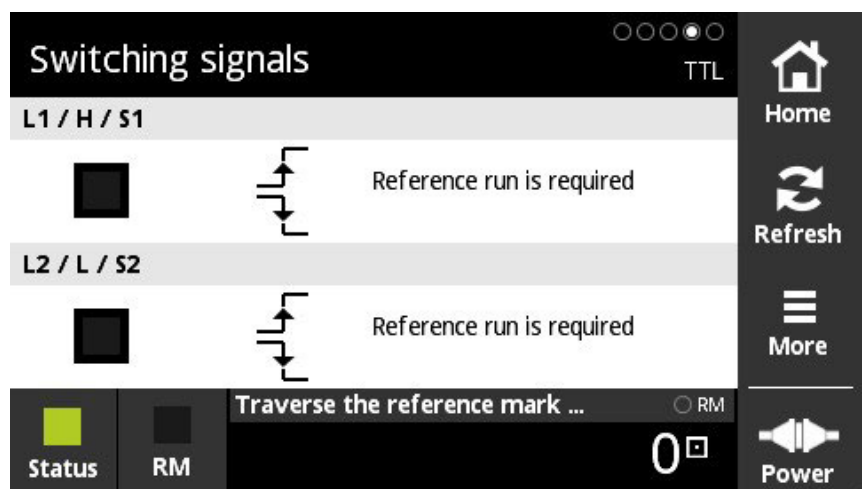 Switching signals
TTL
L1 / H / S1
Reference run is required
L2 / L / S2
Reference run is required
Traverse the reference mark ...
RM
0
Status
RM
Home
Refresh
More
Power